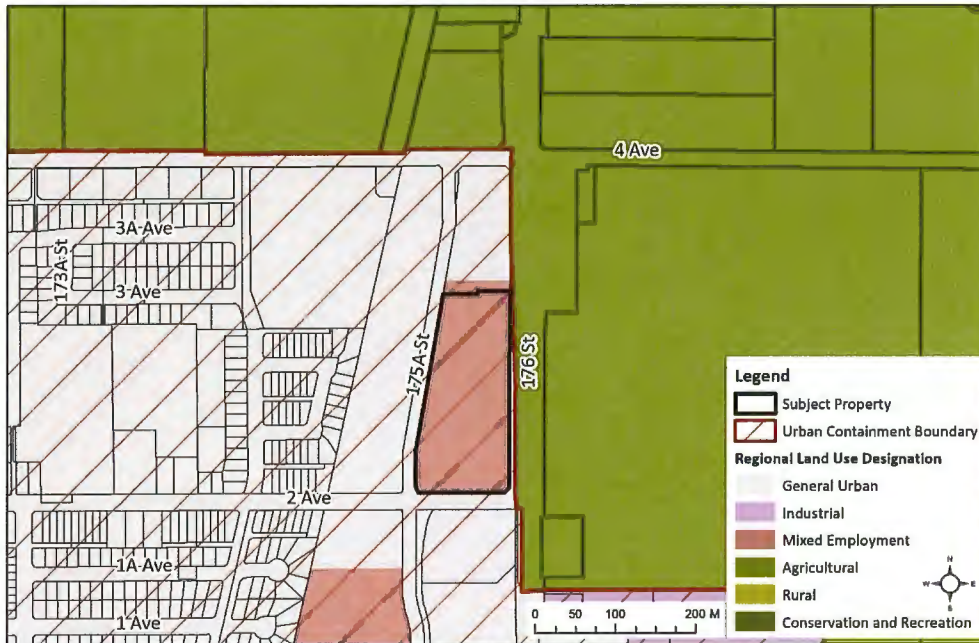 4 Ave
3A Ave
173A St
3 Ave
175A St
176 St
2 Ave
1A Ave
1 Ave
Legend
Subject Property
Urban Containment Boundary
Regional Land Use Designation
General Urban
Industrial
Mixed Employment
Agricultural
Rural
Conservation and Recreation
N
W
E
S
0 50 100 200 M